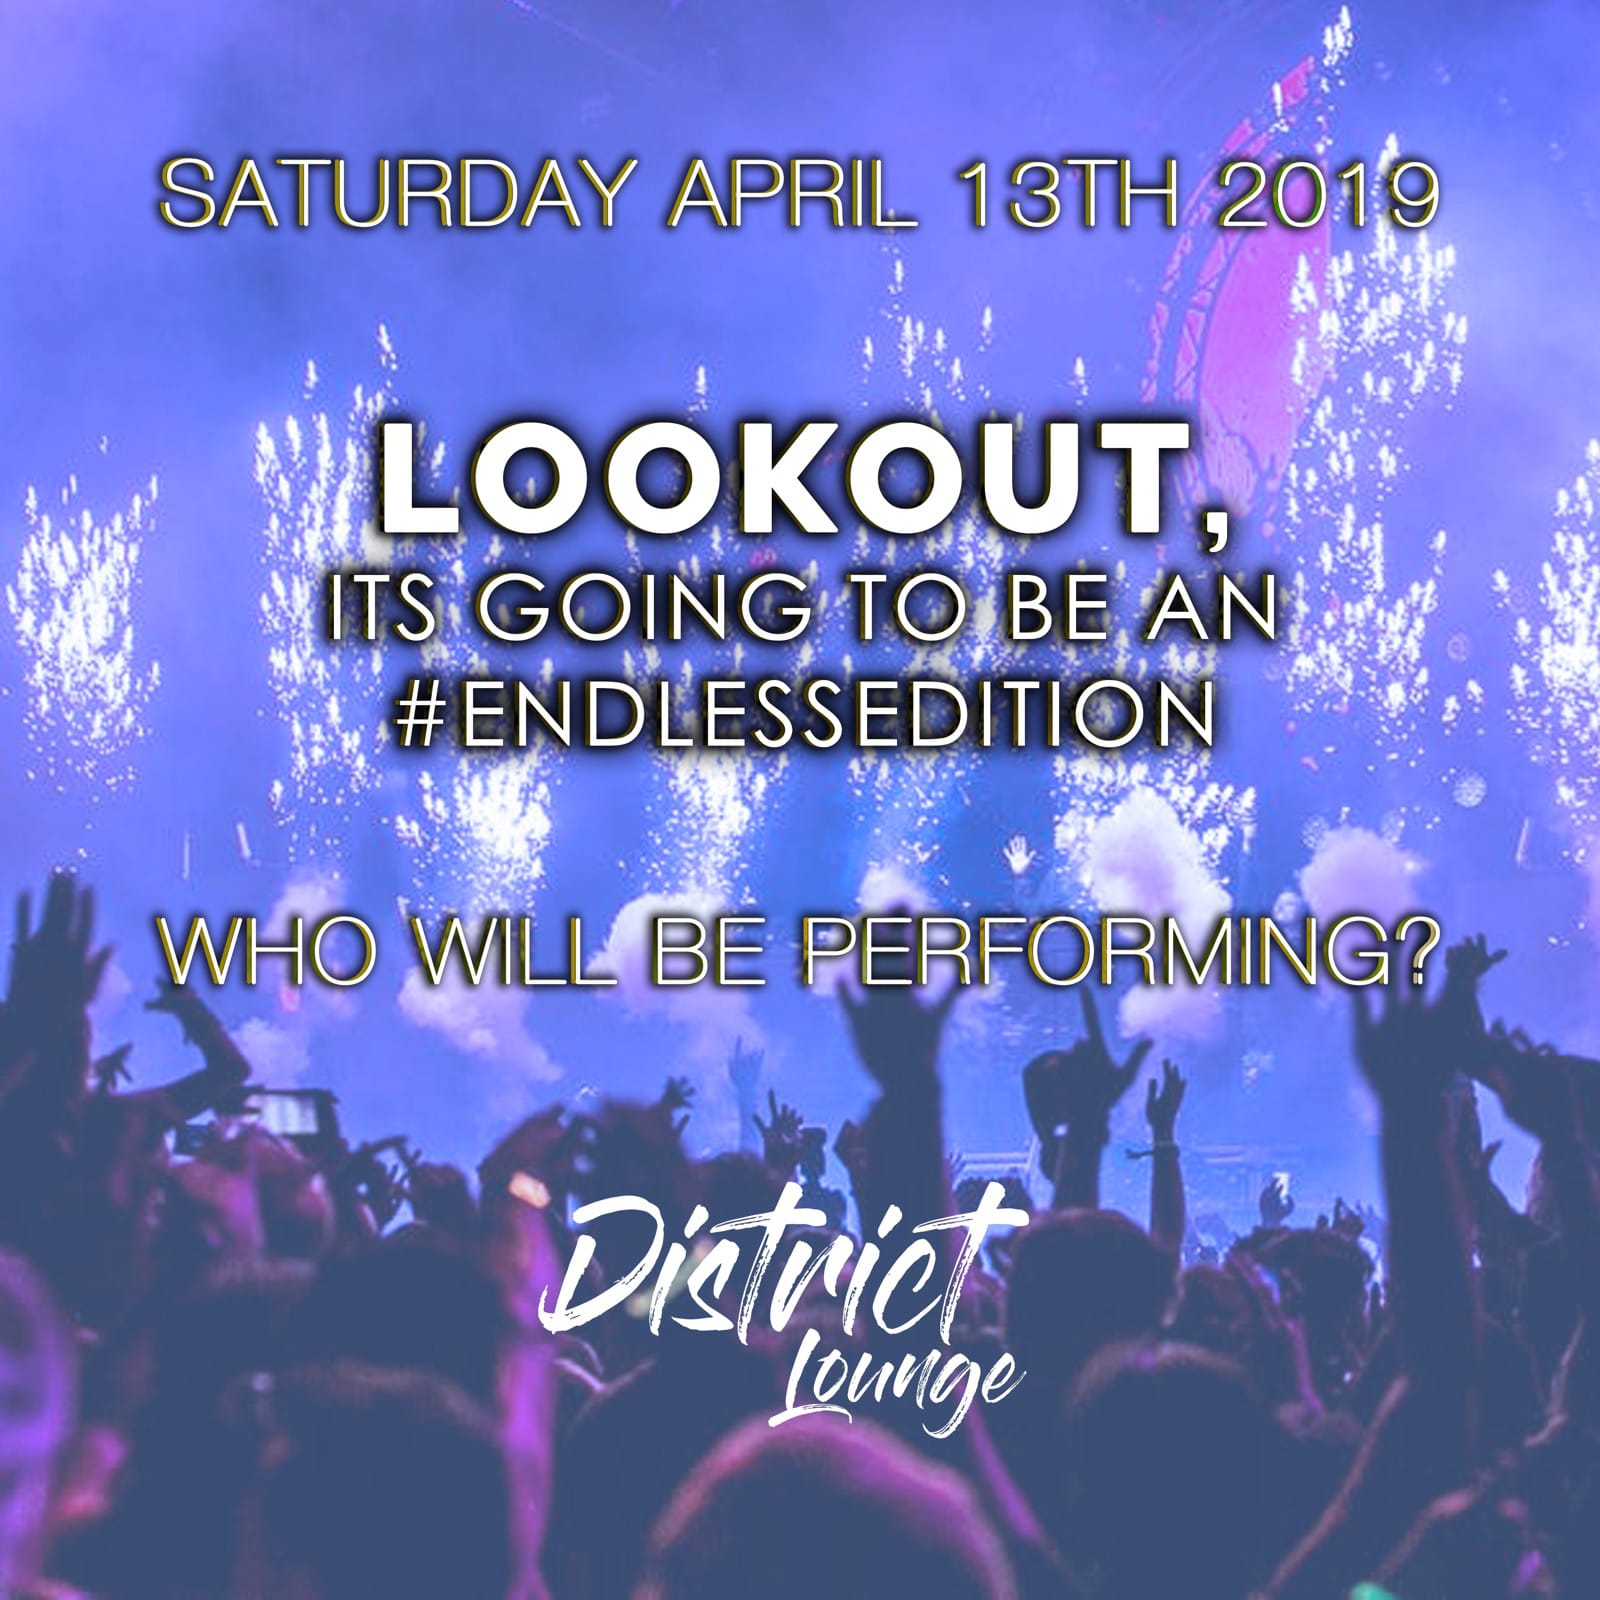 SATURDAY APRIL 13TH 2019
LOOKOUT,
ITS GOING TO BE AN
#ENDLESSEDITION
WHO WILL BE PERFORMING?
District
Lounge